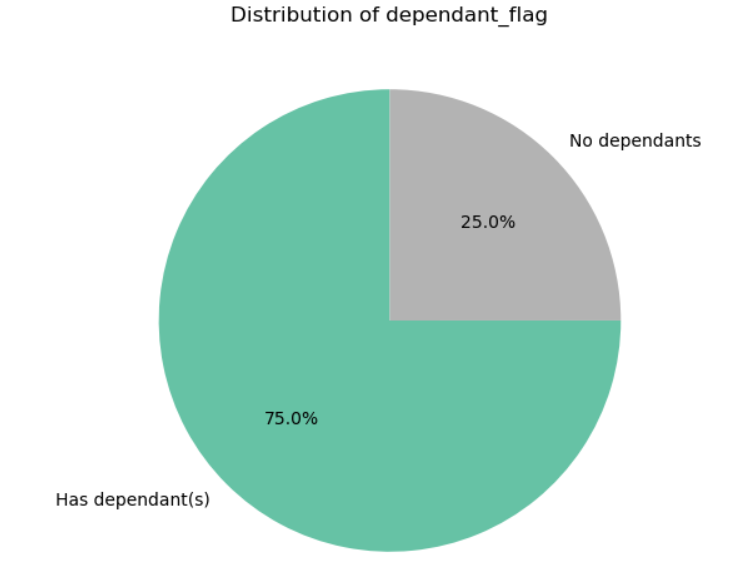 Distribution of dependant_flag
No dependants
25.0%
75.0%
Has dependant(s)